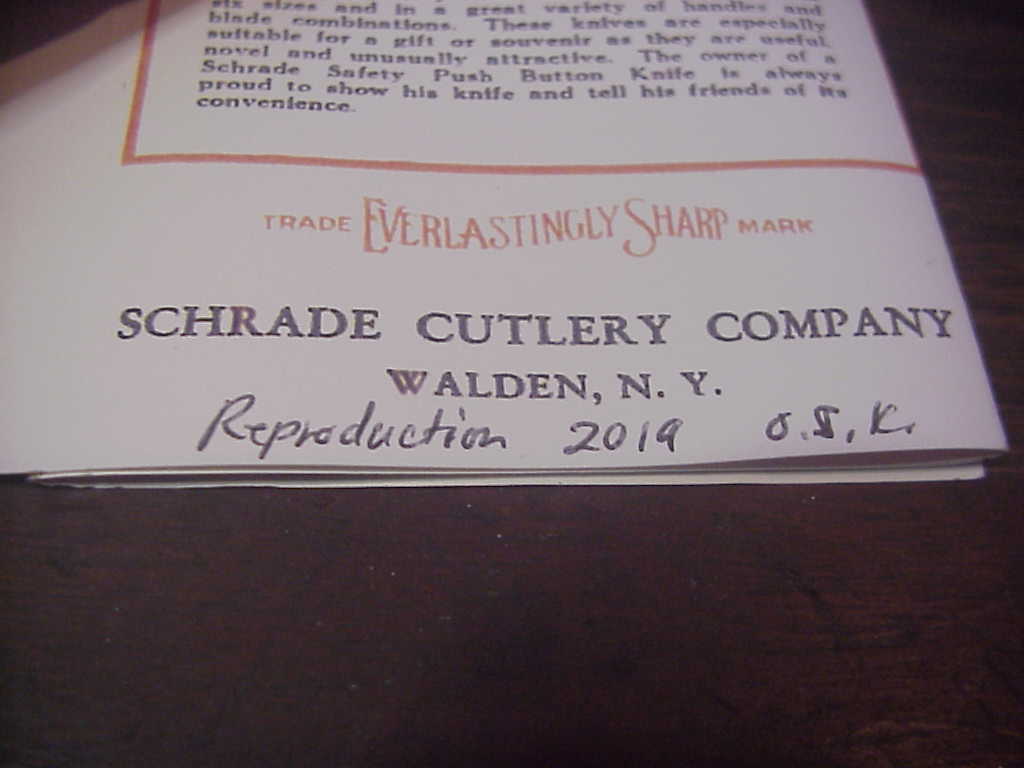 six sizes and in a great variety of handles and
blade combinations. These knives are especially
suitable for a gift or souvenir as they are useful,
novel and unusually attractive. The owner of a
Schrade Safety Push Button Knife is always
proud to show his knife and tell his friends of its
convenience.
TRADE EVERLASTINGLY SHARP MARK
SCHRADE CUTLERY COMPANY
WALDEN, N. Y.
Reproduction 2019 O.S.K.